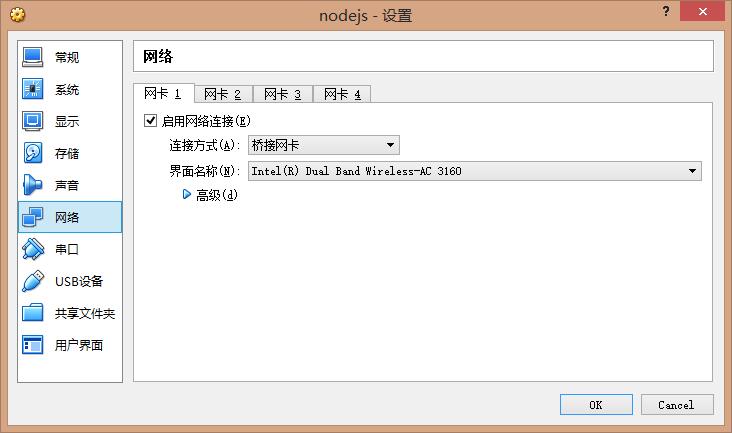 nodejs - 设置
?
常规
系统
显示
存储
声音
网络
串口
USB设备
共享文件夹
用户界面
网络
网卡 1 网卡 2 网卡 3 网卡 4
启用网络连接(E)
连接方式(A): 桥接网卡
界面名称(N): Intel(R) Dual Band Wireless-AC 3160
高级(d)
OK Cancel